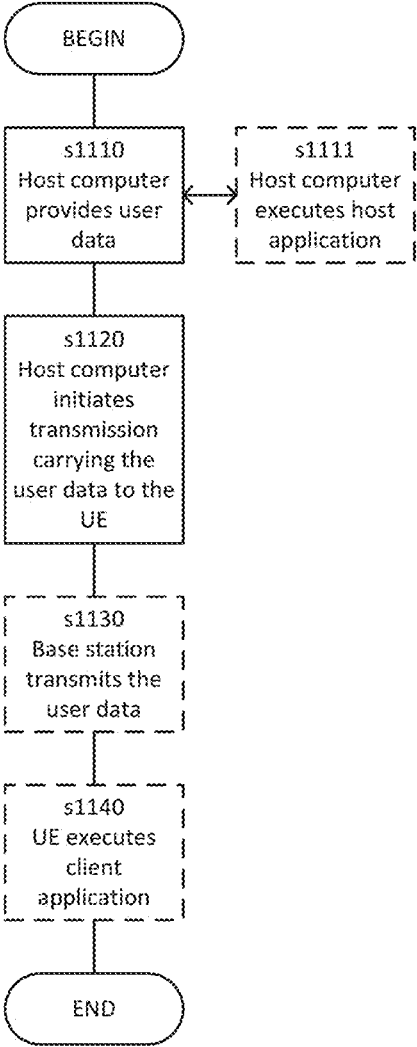 BEGIN
s1110
Host computer
provides user
data
s1111
Host computer
executes host
application
s1120
Host computer
initiates
transmission
carrying the
user data to the
UE
s1130
Base station
transmits the
user data
s1140
UE executes
client
application
END